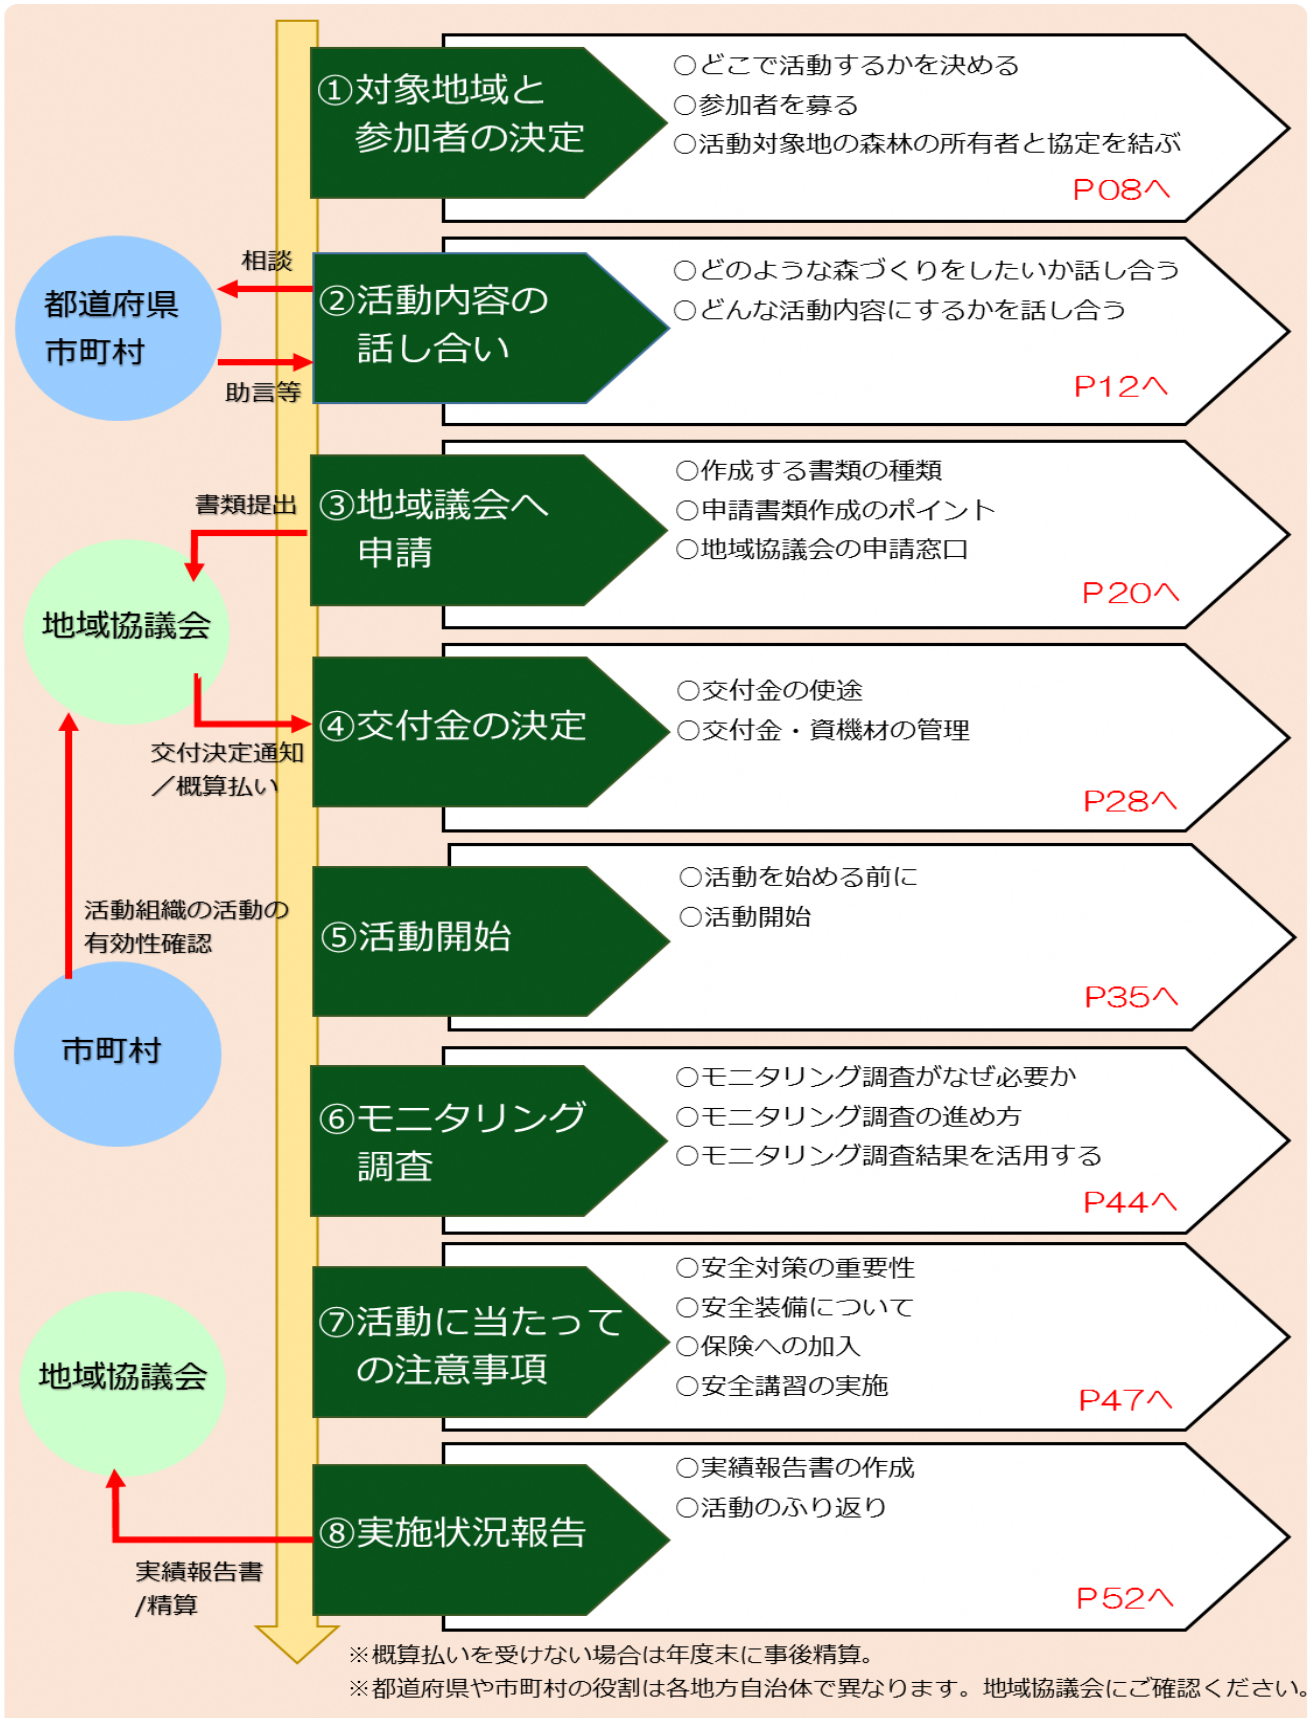 ①対象地域と
参加者の決定
○どこで活動するかを決める
○参加者を募る
○活動対象地の森林の所有者と協定を結ぶ
P08へ
都道府県
市町村
相談
助言等
②活動内容の
話し合い
○どのような森づくりをしたいか話し合う
○どんな活動内容にするかを話し合う
P12へ
書類提出
③地域議会へ
申請
○作成する書類の種類
○申請書類作成のポイント
○地域協議会の申請窓口
P20へ
地域協議会
交付決定通知
／概算払い
④交付金の決定
○交付金の使途
○交付金・資機材の管理
P28へ
活動組織の活動の
有効性確認
市町村
⑤活動開始
○活動を始める前に
○活動開始
P35へ
⑥モニタリング
調査
○モニタリング調査がなぜ必要か
○モニタリング調査の進め方
○モニタリング調査結果を活用する
P44へ
⑦活動に当たって
の注意事項
○安全対策の重要性
○安全装備について
○保険への加入
○安全講習の実施
P47へ
地域協議会
実績報告書
/精算
⑧実施状況報告
○実績報告書の作成
○活動のふり返り
P52へ
※概算払いを受けない場合は年度末に事後精算。
※都道府県や市町村の役割は各地方自治体で異なります。地域協議会にご確認ください。